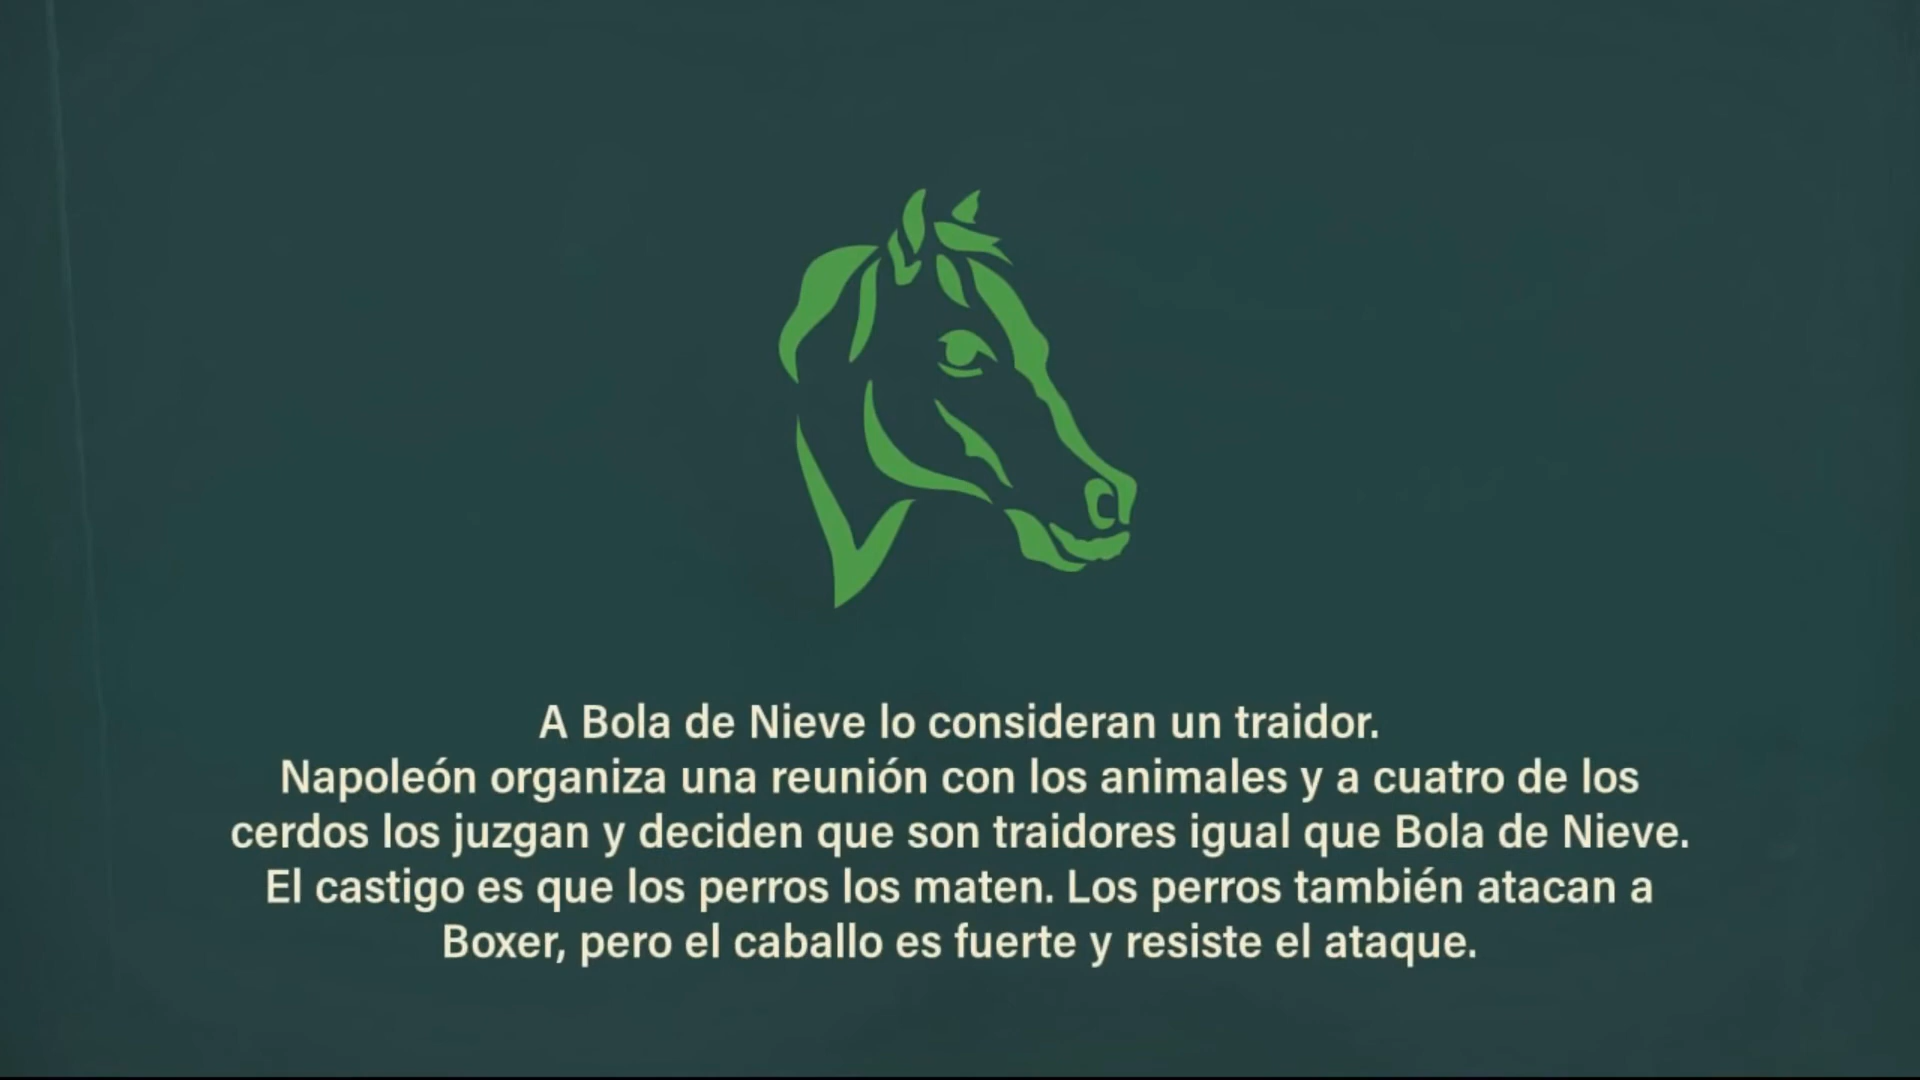 A Bola de Nieve lo consideran un traidor.
Napoleón organiza una reunión con los animales y a cuatro de los
cerdos los juzgan y deciden que son traidores igual que Bola de Nieve.
El castigo es que los perros los maten. Los perros también atacan a
Boxer, pero el caballo es fuerte y resiste el ataque.